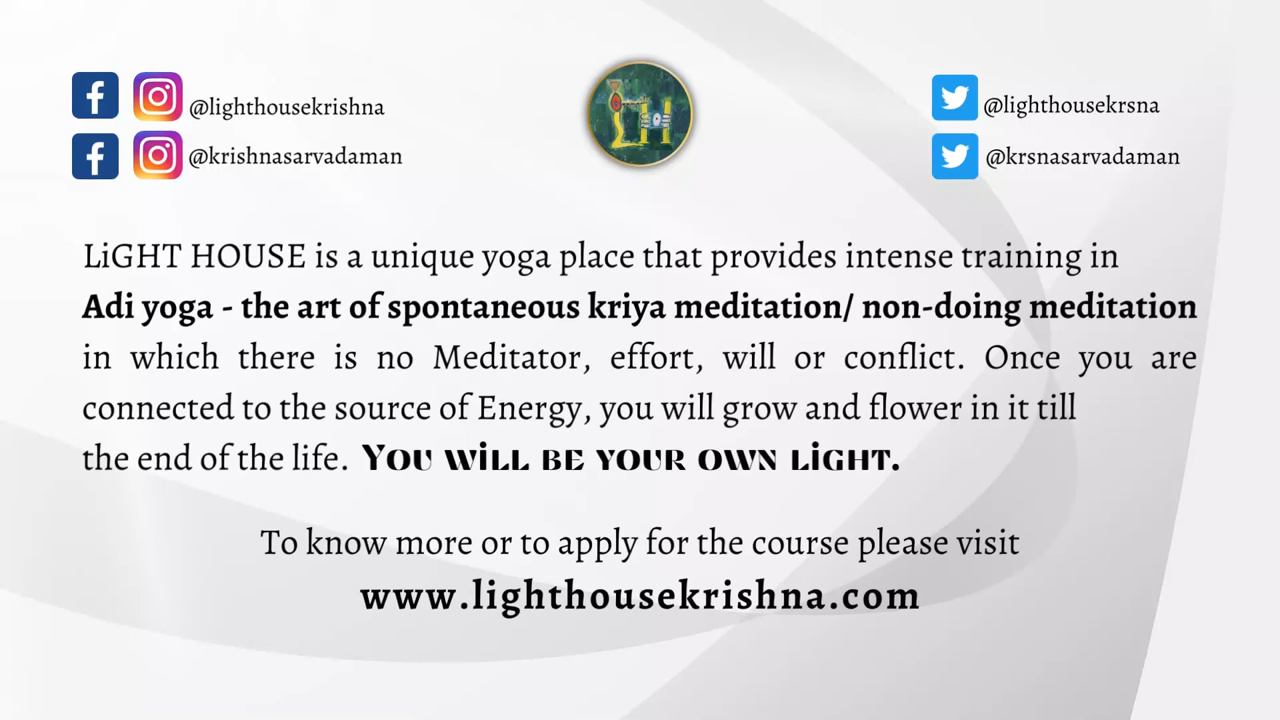 @lighthousekrishna
@krishnasarvadaman
LH
@lighthousekrsna
@krsnasarvadaman
LiGHT HOUSE is a unique yoga place that provides intense training in
Adi yoga - the art of spontaneous kriya meditation/ non-doing meditation
in which there is no Meditator, effort, will or conflict. Once you are
connected to the source of Energy, you will grow and flower in it till
the end of the life. YOU WiLL BE YOUR OWN LiGHT.
To know more or to apply for the course please visit
www.lighthousekrishna.com